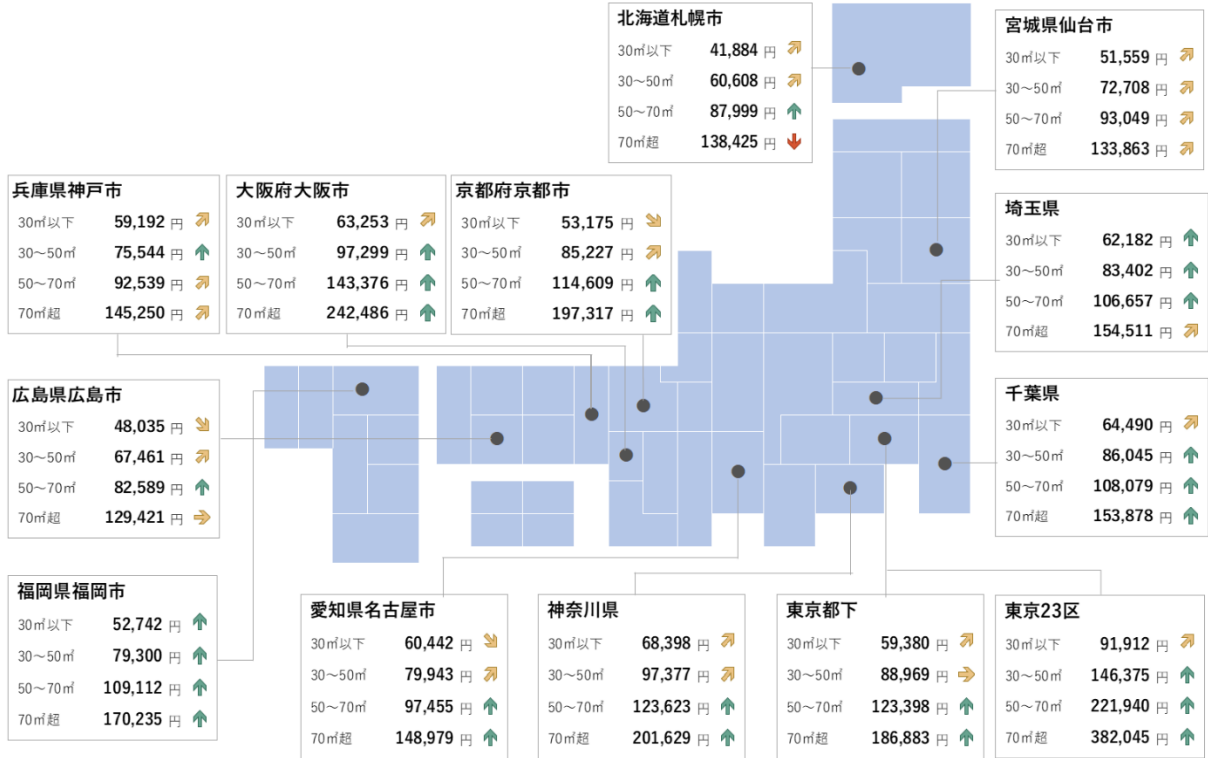 北海道札幌市
30㎡以下 41,884 円
30～50㎡ 60,608 円
50～70㎡ 87,999 円
70㎡超 138,425 円
宮城県仙台市
30㎡以下 51,559 円
30～50㎡ 72,708 円
50～70㎡ 93,049 円
70㎡超 133,863 円
兵庫県神戸市
30㎡以下 59,192 円
30～50㎡ 75,544 円
50～70㎡ 92,539 円
70㎡超 145,250 円
大阪府大阪市
30㎡以下 63,253 円
30～50㎡ 97,299 円
50～70㎡ 143,376 円
70㎡超 242,486 円
京都府京都市
30㎡以下 53,175 円
30～50㎡ 85,227 円
50～70㎡ 114,609 円
70㎡超 197,317 円
埼玉県
30㎡以下 62,182 円
30～50㎡ 83,402 円
50～70㎡ 106,657 円
70㎡超 154,511 円
広島県広島市
30㎡以下 48,035 円
30～50㎡ 67,461 円
50～70㎡ 82,589 円
70㎡超 129,421 円
千葉県
30㎡以下 64,490 円
30～50㎡ 86,045 円
50～70㎡ 108,079 円
70㎡超 153,878 円
福岡県福岡市
30㎡以下 52,742 円
30～50㎡ 79,300 円
50～70㎡ 109,112 円
70㎡超 170,235 円
愛知県名古屋市
30㎡以下 60,442 円
30～50㎡ 79,943 円
50～70㎡ 97,455 円
70㎡超 148,979 円
神奈川県
30㎡以下 68,398 円
30～50㎡ 97,377 円
50～70㎡ 123,623 円
70㎡超 201,629 円
東京都下
30㎡以下 59,380 円
30～50㎡ 88,969 円
50～70㎡ 123,398 円
70㎡超 186,883 円
東京23区
30㎡以下 91,912 円
30～50㎡ 146,375 円
50～70㎡ 221,940 円
70㎡超 382,045 円